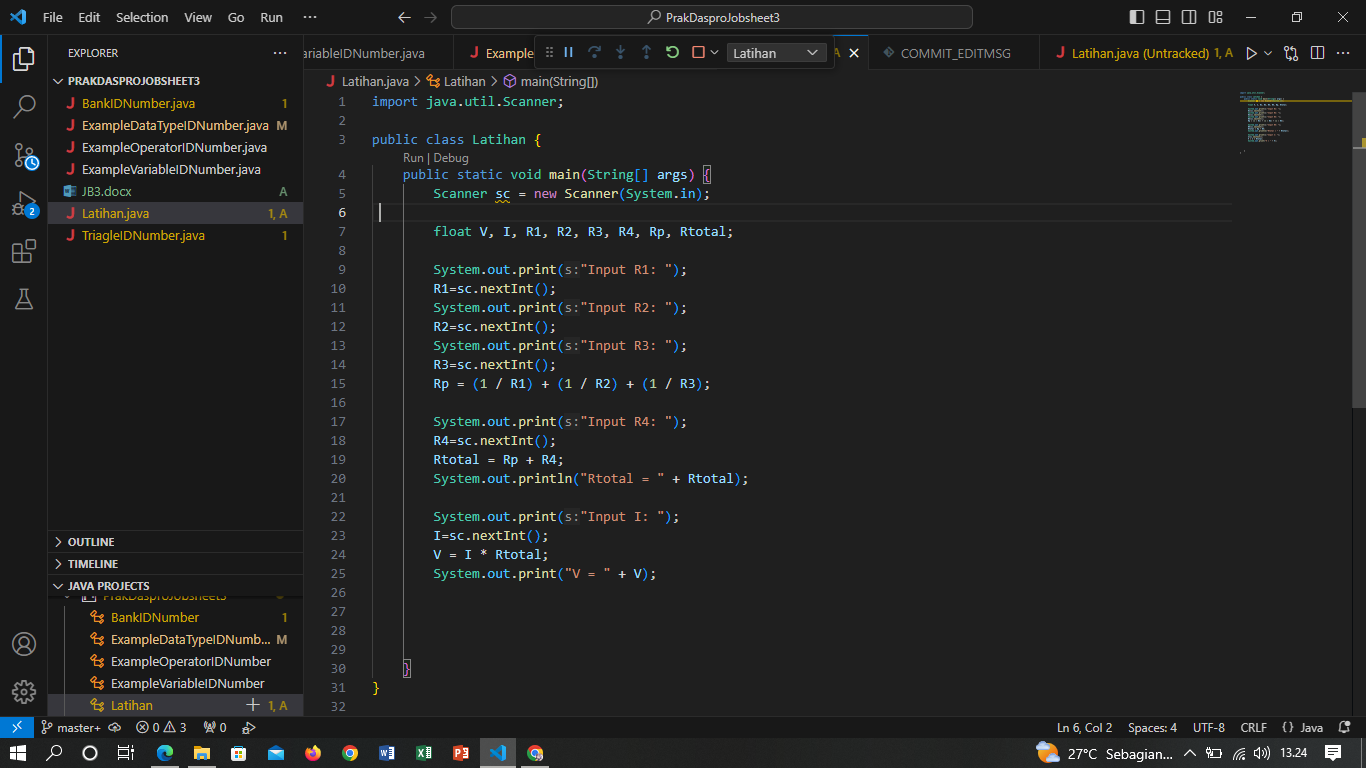 File Edit Selection View Go Run ··· PrakDasproJobsheet3
EXPLORER ···
PRAKDASPROJOBSHEET3
BankIDNumber.java 1
ExampleDataTypeIDNumber.java M
ExampleOperatorIDNumber.java
ExampleVariableIDNumber.java
JB3.docx A
Latihan.java 1, A
TriagleIDNumber.java 1
OUTLINE
TIMELINE
JAVA PROJECTS
PrakDasproJobsheet3
BankIDNumber 1
ExampleDataTypeIDNumb... M
ExampleOperatorIDNumber
ExampleVariableIDNumber
Latihan 1, A
ariableIDNumber.java Example Latihan A COMMIT_EDITMSG Latihan.java (Untracked) 1, A ···
Latihan.java > Latihan > main(String[])
1 import java.util.Scanner;
2
3 public class Latihan {
Run | Debug
4 public static void main(String[] args) {
5 Scanner sc = new Scanner(System.in);
6
7 float V, I, R1, R2, R3, R4, Rp, Rtotal;
8
9 System.out.print(s:"Input R1: ");
10 R1=sc.nextInt();
11 System.out.print(s:"Input R2: ");
12 R2=sc.nextInt();
13 System.out.print(s:"Input R3: ");
14 R3=sc.nextInt();
15 Rp = (1 / R1) + (1 / R2) + (1 / R3);
16
17 System.out.print(s:"Input R4: ");
18 R4=sc.nextInt();
19 Rtotal = Rp + R4;
20 System.out.println("Rtotal = " + Rtotal);
21
22 System.out.print(s:"Input I: ");
23 I=sc.nextInt();
24 V = I * Rtotal;
25 System.out.print("V = " + V);
26
27
28
29
30 }
31 }
32
2
master+ 0 3 0 Ln 6, Col 2 Spaces: 4 UTF-8 CRLF {} Java
27°C Sebagian... 13.24